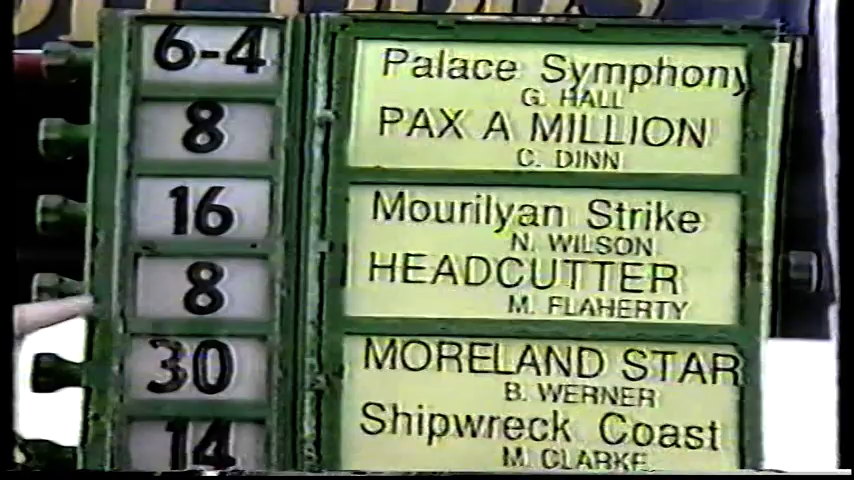 6-4 Palace Symphony
G. HALL
8 PAX A MILLION
C. DINN
16 Mourilyan Strike
N. WILSON
8 HEADCUTTER
M. FLAHERTY
30 MORELAND STAR
B. WERNER
14 Shipwreck Coast
M. CLARKE